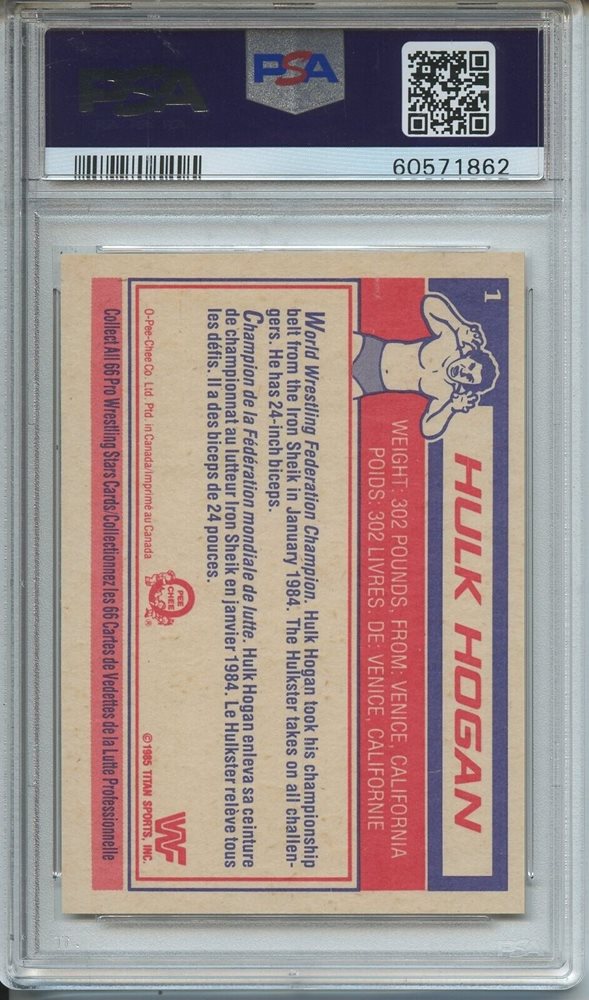 PSA
PSA
60571862
1
HULK HOGAN
WEIGHT: 302 POUNDS, FROM: VENICE, CALIFORNIA
POIDS: 302 LIVRES; DE: VENICE, CALIFORNIE
World Wrestling Federation Champion. Hulk Hogan took his championship
belt from the Iron Sheik in January 1984. The Hulkster takes on all challen-
gers. He has 24-inch biceps.
Champion de la Fédération mondiale de lutte. Hulk Hogan enleva sa ceinture
de championnat au lutteur Iron Sheik en janvier 1984. Le Hulkster relève tous
les défis. Il a des biceps de 24 pouces.
O-Pee-Chee Co. Ltd. Ptd. in Canada/Imprimé au Canada
PEE
CHEE
®
WF
©1985 TITAN SPORTS, INC.
Collect All 66 Pro Wrestling Stars Cards/Collectionnez les 66 Cartes de Vedettes de la Lutte Professionnelle